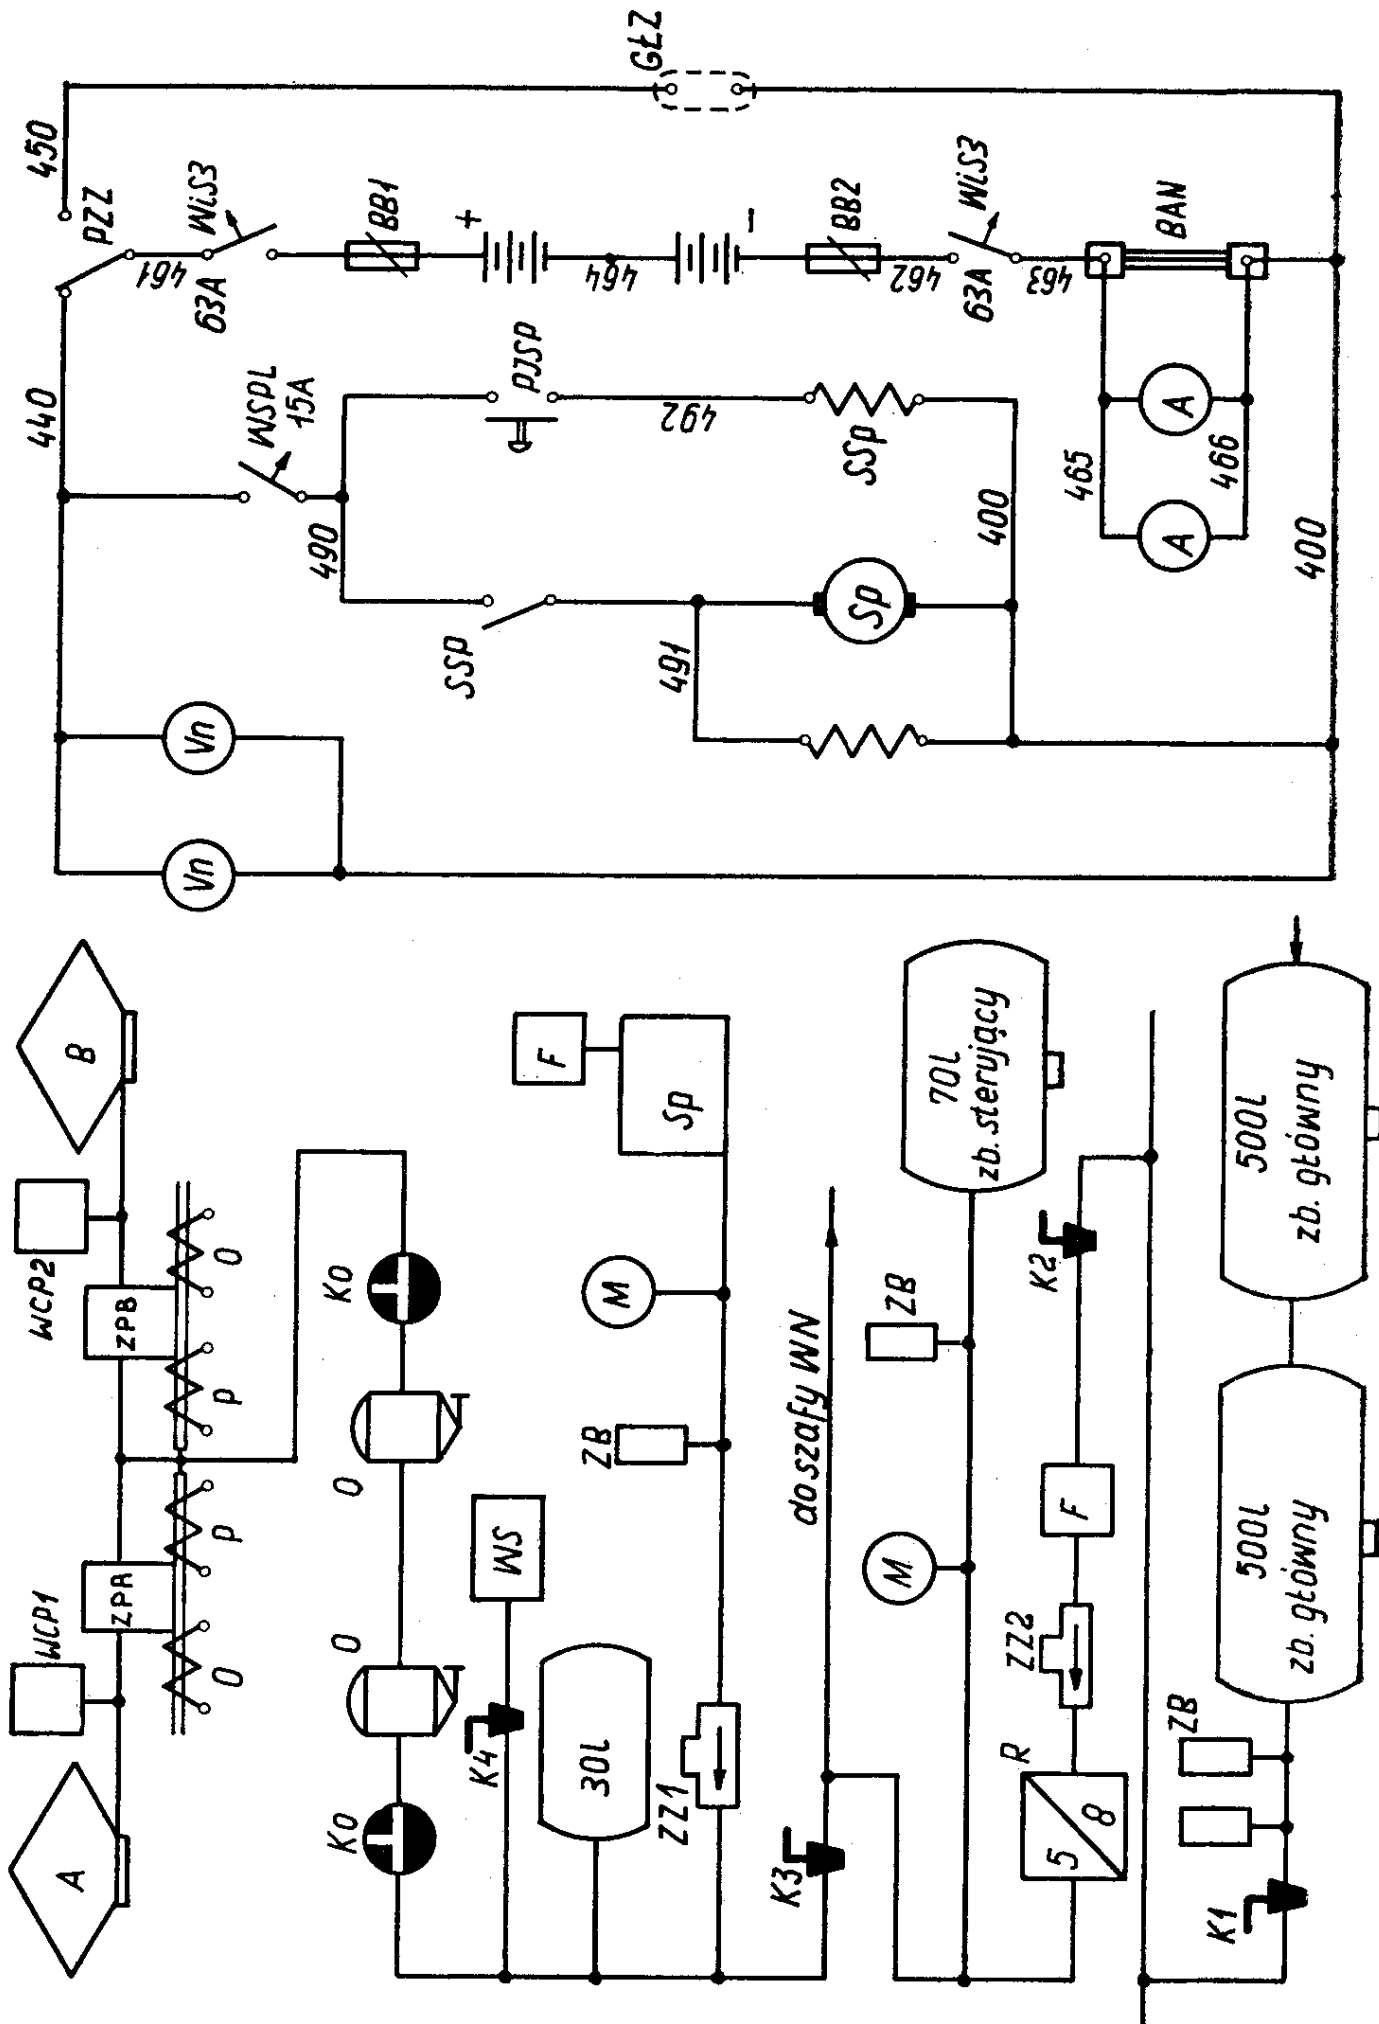 A
WCP1
ZPA
O
P
P
O
ZPB
WCP2
B
Ko
O
O
Ko
K4
WS
30L
ZZ1
ZB
M
Sp
F
K3
do szafy WN
M
ZB
70L
zb. sterujący
5
8
R
ZZ2
F
K2
K1
ZB
500L
zb. główny
500L
zb. główny
Vn
Vn
440
PZZ
450
461
WiS3
63A
BB1
+
464
-
BB2
462
WiS3
63A
463
BAN
GŁZ
WSPL
15A
490
PJSP
492
SSP
SSp
491
Sp
400
465
A
A
466
400